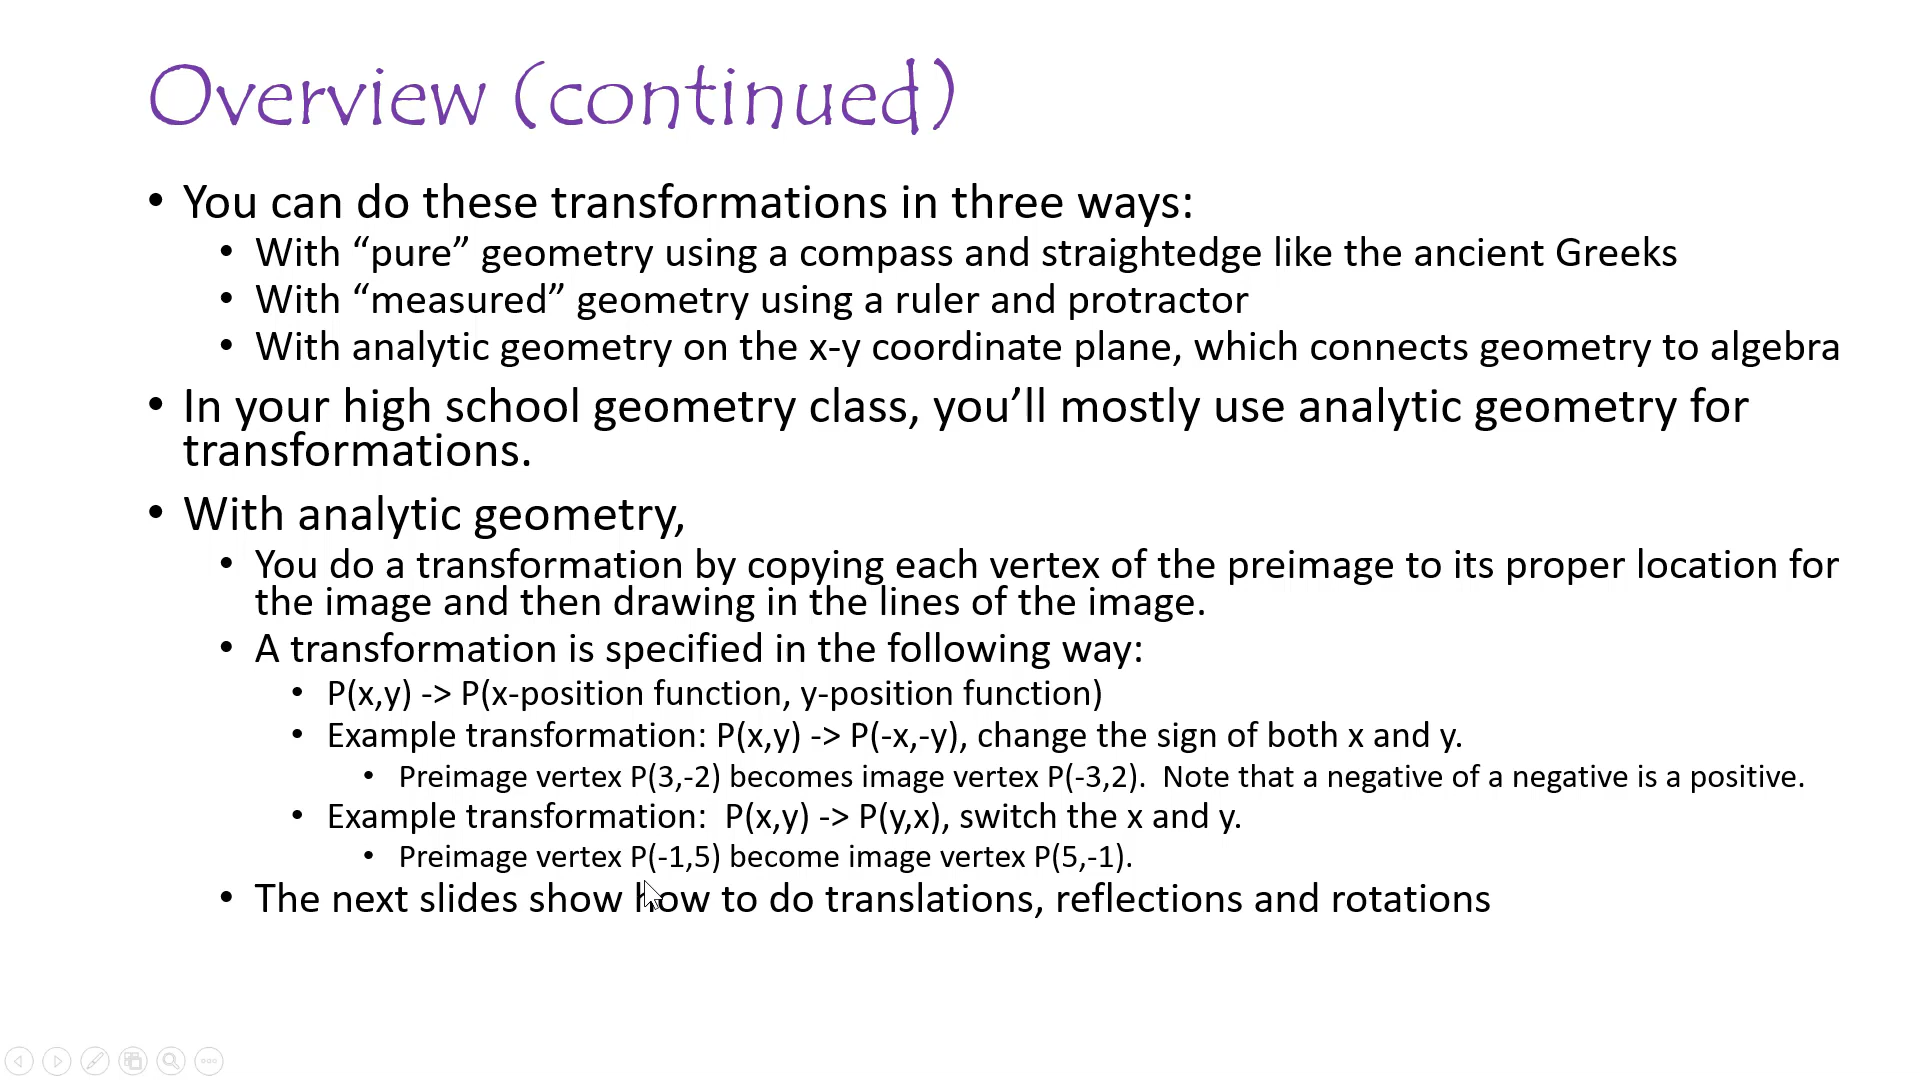 Overview (continued)
• You can do these transformations in three ways:
• With “pure” geometry using a compass and straightedge like the ancient Greeks
• With “measured” geometry using a ruler and protractor
• With analytic geometry on the x-y coordinate plane, which connects geometry to algebra
• In your high school geometry class, you’ll mostly use analytic geometry for
transformations.
• With analytic geometry,
• You do a transformation by copying each vertex of the preimage to its proper location for
the image and then drawing in the lines of the image.
• A transformation is specified in the following way:
• P(x,y) -> P(x-position function, y-position function)
• Example transformation: P(x,y) -> P(-x,-y), change the sign of both x and y.
• Preimage vertex P(3,-2) becomes image vertex P(-3,2).  Note that a negative of a negative is a positive.
• Example transformation:  P(x,y) -> P(y,x), switch the x and y.
• Preimage vertex P(-1,5) become image vertex P(5,-1).
• The next slides show how to do translations, reflections and rotations